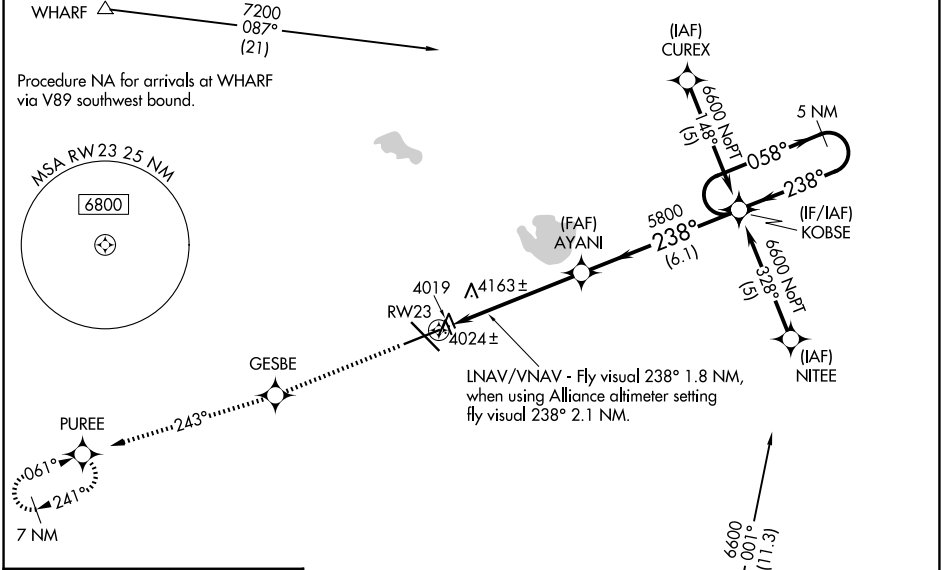 WHARF
7200
087°
(21)
Procedure NA for arrivals at WHARF
via V89 southwest bound.
MSA RW 23 25 NM
6800
(IAF)
CUREX
6600 NoPT
148°
(5)
5 NM
058°
238°
(IF/IAF)
KOBSE
5800
238°
(6.1)
(FAF)
AYANI
6600 NoPT
328°
(5)
(IAF)
NITEE
4019
4163±
RW23
4024±
LNAV/VNAV - Fly visual 238° 1.8 NM,
when using Alliance altimeter setting
fly visual 238° 2.1 NM.
GESBE
243°
PUREE
061°
241°
7 NM
6600
001°
(11.3)